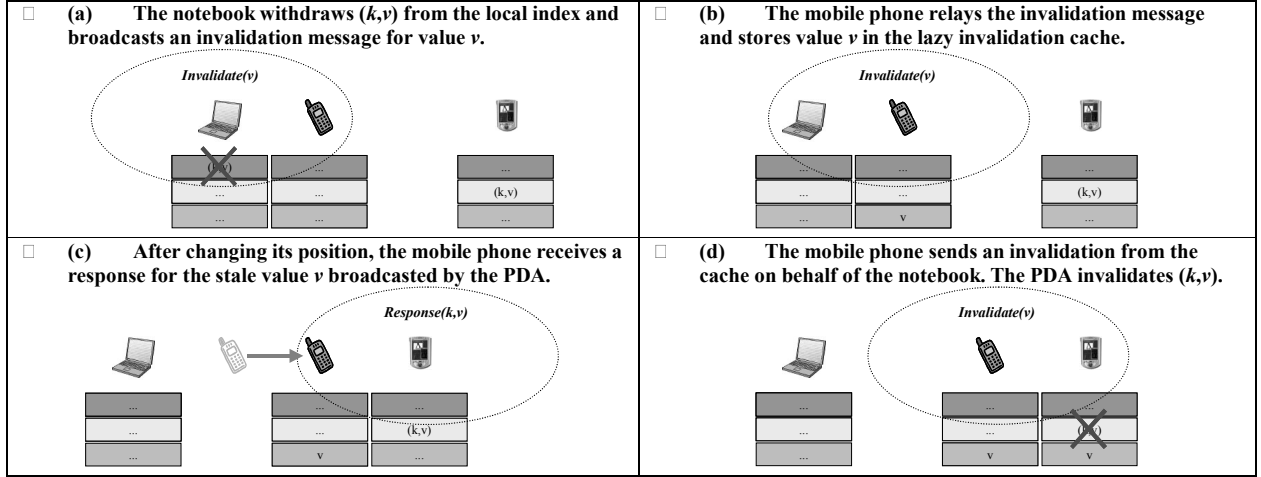 □ (a) The notebook withdraws (k,v) from the local index and
broadcasts an invalidation message for value v.
Invalidate(v)
(k,v)
...
...
...
...
...
...
(k,v)
...
□ (b) The mobile phone relays the invalidation message
and stores value v in the lazy invalidation cache.
Invalidate(v)
...
...
...
...
...
v
...
(k,v)
...
□ (c) After changing its position, the mobile phone receives a
response for the stale value v broadcasted by the PDA.
Response(k,v)
...
...
...
...
...
v
...
(k,v)
...
□ (d) The mobile phone sends an invalidation from the
cache on behalf of the notebook. The PDA invalidates (k,v).
Invalidate(v)
...
...
...
...
...
v
...
(k,v)
v